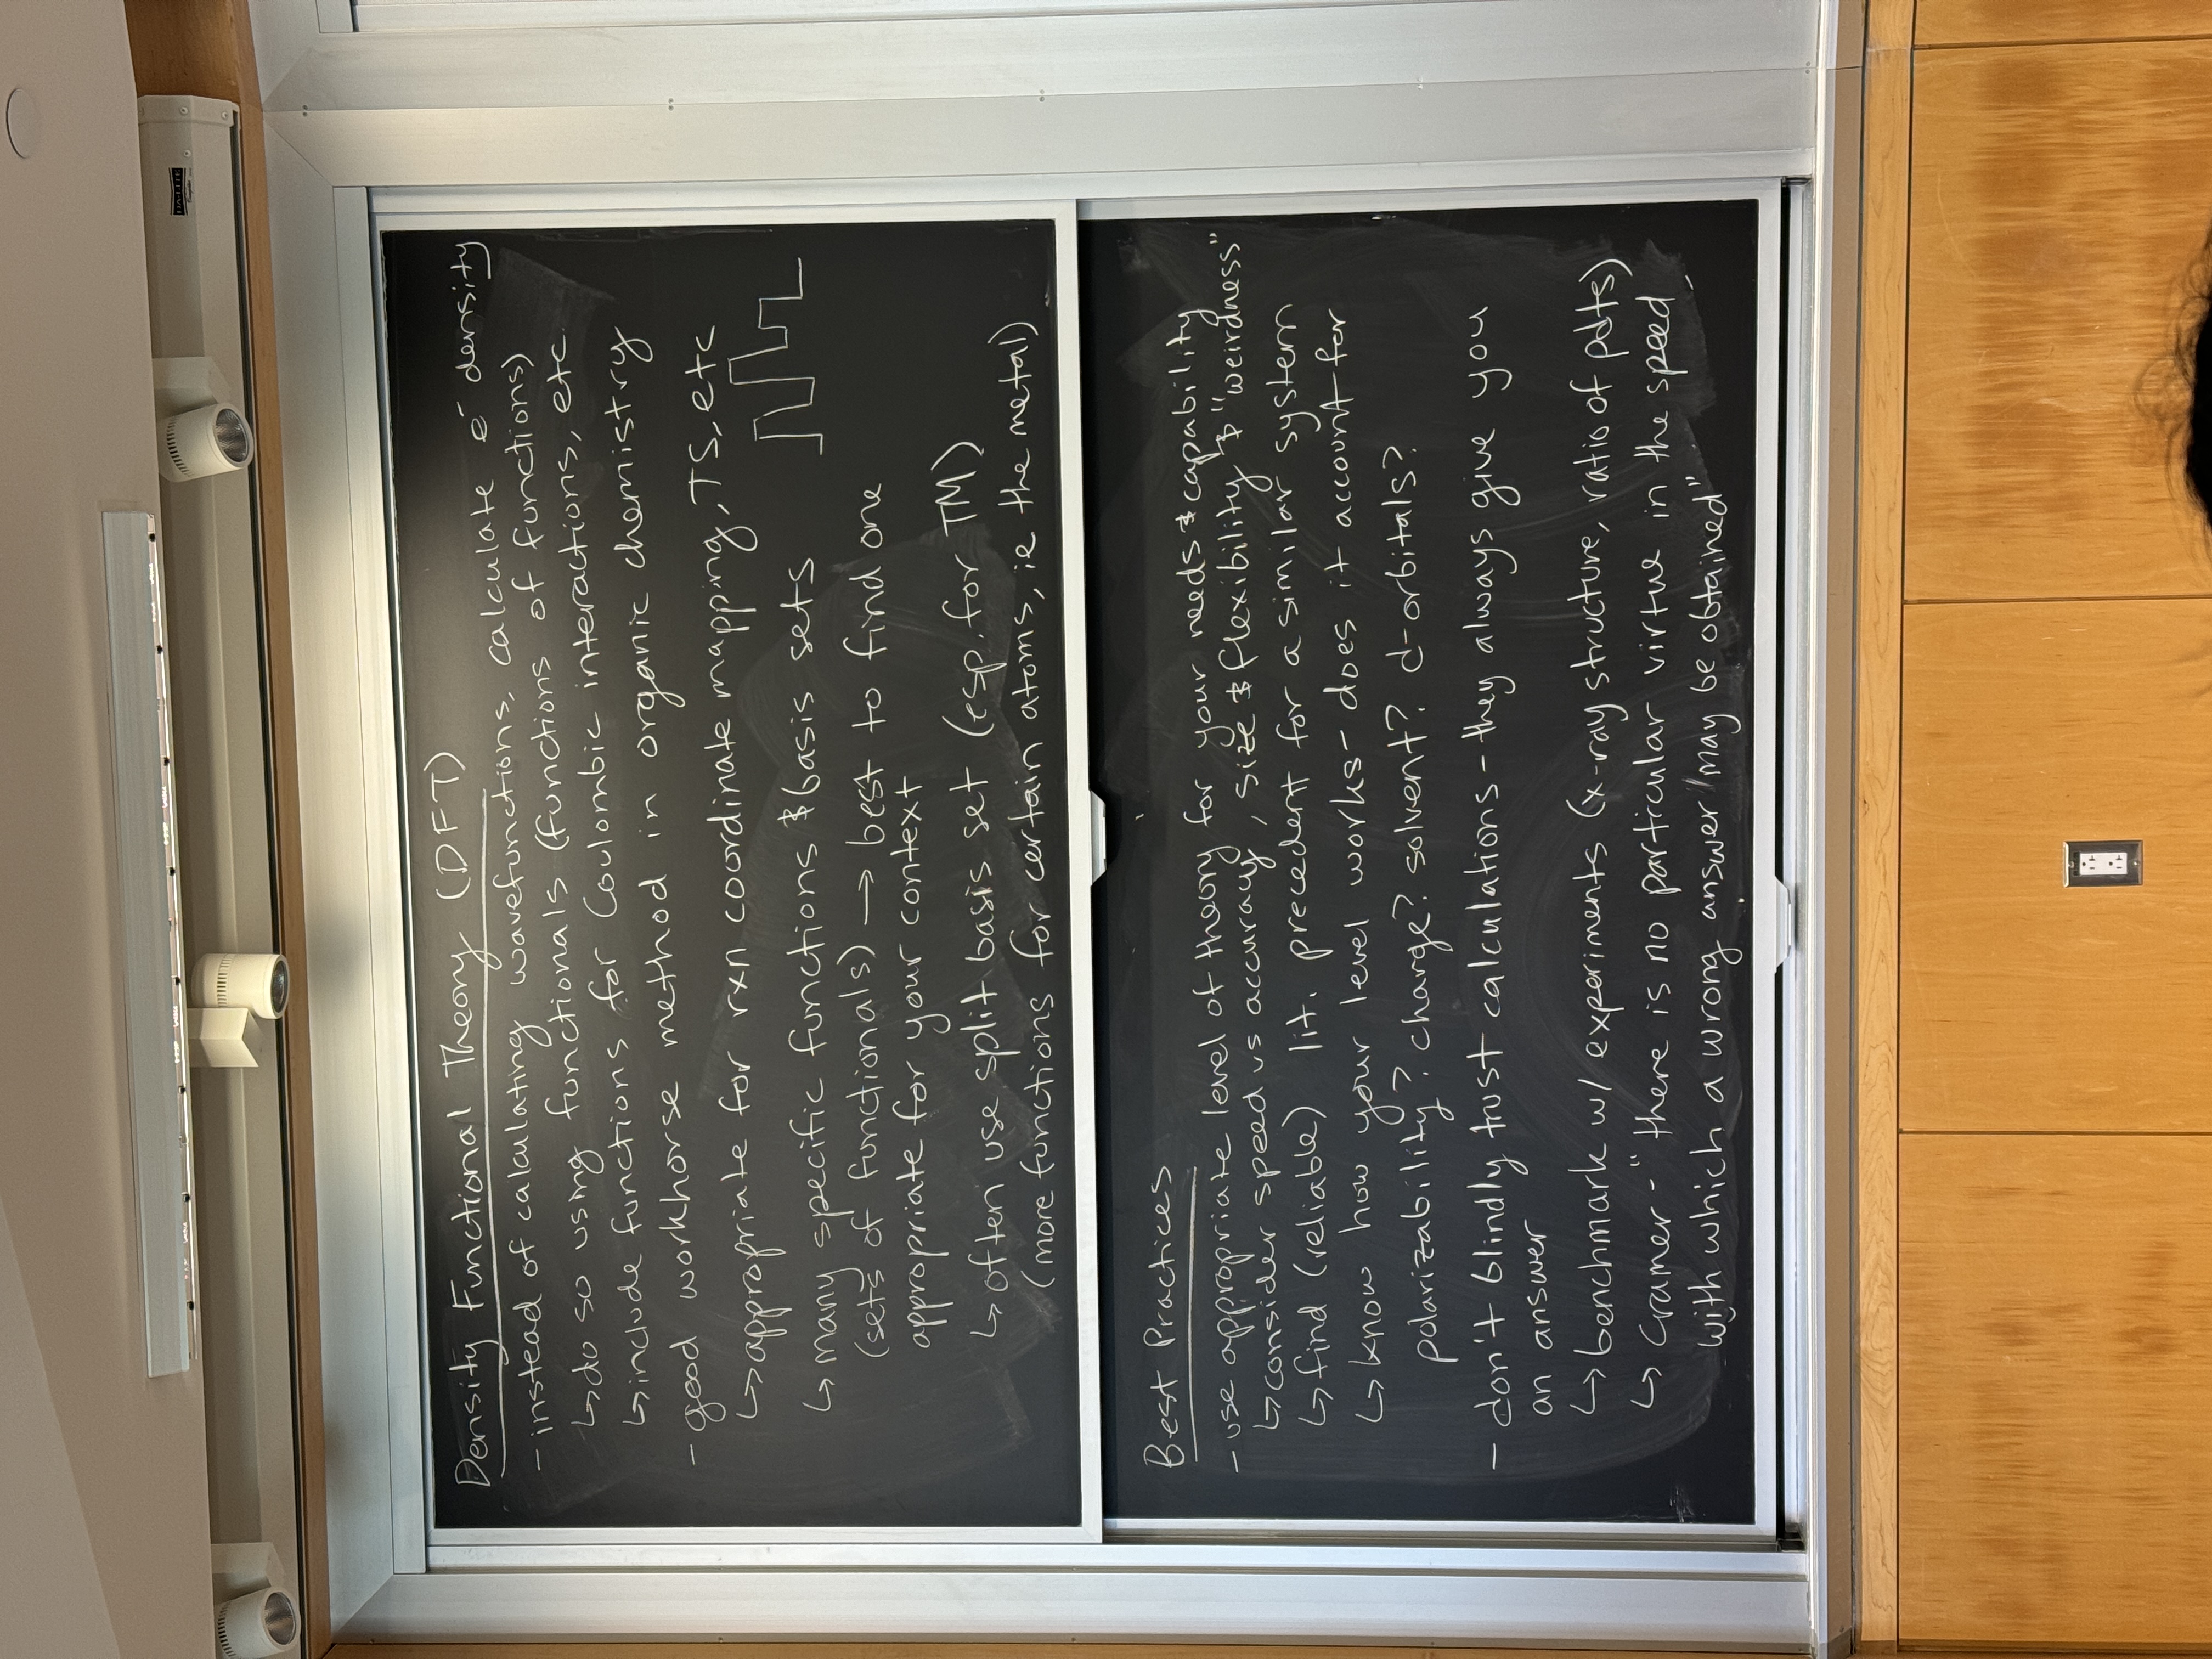 DA-LITE
Density Functional Theory (DFT)
- instead of calculating wavefunctions, calculate e⁻ density
↳ do so using functionals (functions of functions)
↳ include functions for Coulombic interactions, etc.
- good workhorse method in organic chemistry
↳ appropriate for rxn coordinate mapping, TS, etc
↳ many specific functions & basis sets
(sets of functionals) → best to find one
appropriate for your context
↳ often use split basis set (esp. for TM)
(more functions for certain atoms, ie the metal)
Best Practices
- use appropriate level of theory for your needs & capability
↳ consider speed vs accuracy, size & flexibility & "weirdness"
↳ find (reliable) lit. precedent for a similar system
↳ know how your level works - does it account for
polarizability? charge? solvent? d-orbitals?
- don't blindly trust calculations - they always give you
an answer
↳ benchmark w/ experiments (x-ray structure, ratio of pdts)
↳ Cramer - "there is no particular virtue in the speed
with which a wrong answer may be obtained"